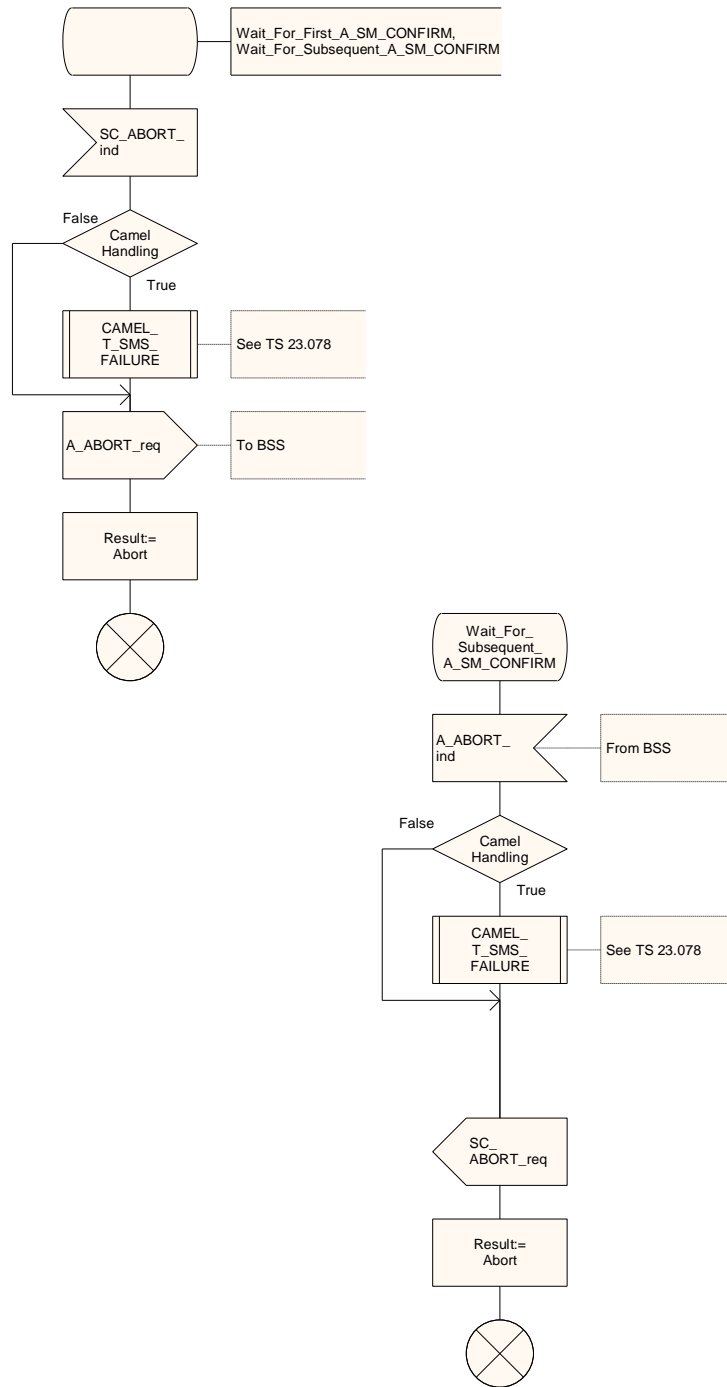 Wait_For_First_A_SM_CONFIRM,
Wait_For_Subsequent_A_SM_CONFIRM
SC_ABORT_
ind
False
Camel
Handling
True
CAMEL_
T_SMS_
FAILURE
See TS 23.078
A_ABORT_req
To BSS
Result:=
Abort
Wait_For_
Subsequent_
A_SM_CONFIRM
A_ABORT_
ind
From BSS
False
Camel
Handling
True
CAMEL_
T_SMS_
FAILURE
See TS 23.078
SC_
ABORT_req
Result:=
Abort